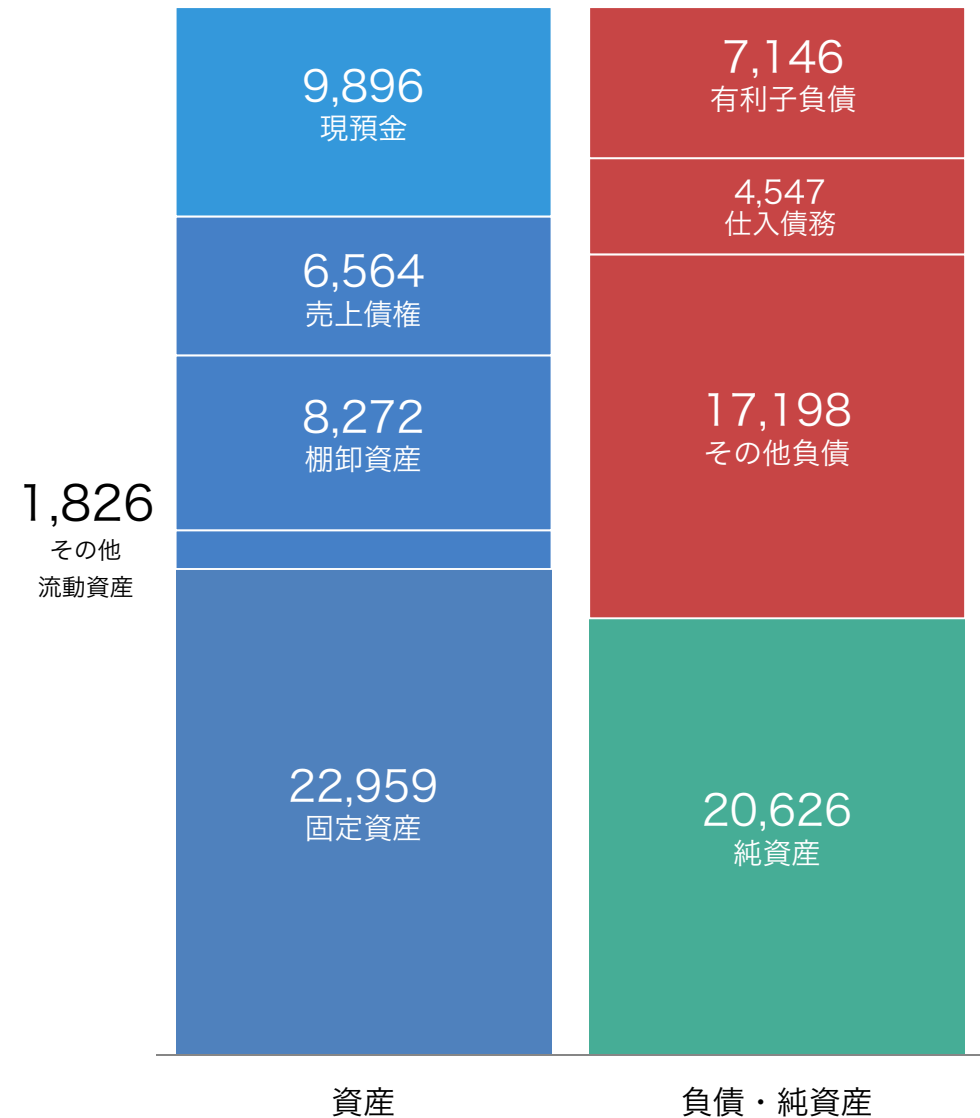 9,896
現預金
6,564
売上債権
8,272
棚卸資産
1,826
その他
流動資産
22,959
固定資産
資産
7,146
有利子負債
4,547
仕入債務
17,198
その他負債
20,626
純資産
負債・純資産